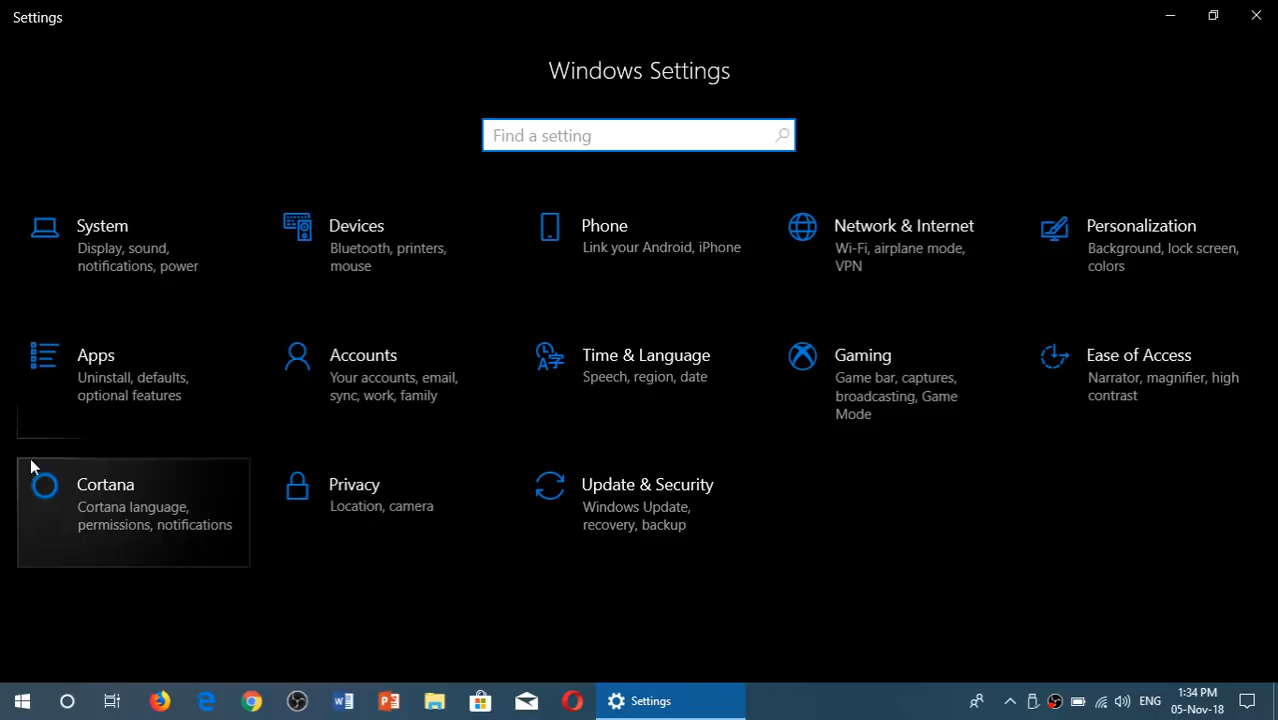 Settings
Windows Settings
Find a setting
System
Display, sound,
notifications, power
Devices
Bluetooth, printers,
mouse
Phone
Link your Android, iPhone
Network & Internet
Wi-Fi, airplane mode,
VPN
Personalization
Background, lock screen,
colors
Apps
Uninstall, defaults,
optional features
Accounts
Your accounts, email,
sync, work, family
Time & Language
Speech, region, date
Gaming
Game bar, captures,
broadcasting, Game
Mode
Ease of Access
Narrator, magnifier, high
contrast
Cortana
Cortana language,
permissions, notifications
Privacy
Location, camera
Update & Security
Windows Update,
recovery, backup
Settings
ENG
1:34 PM
05-Nov-18